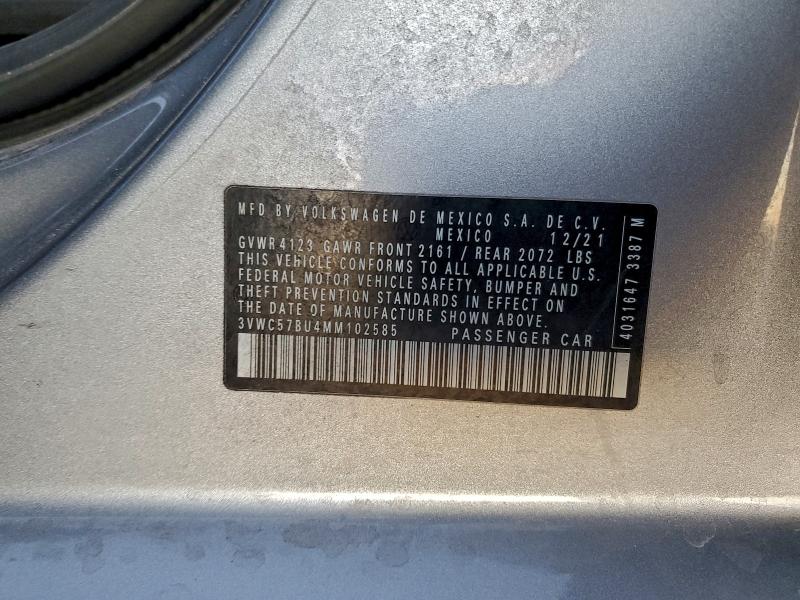 MFD BY VOLKSWAGEN DE MEXICO S.A. DE C.V.
MEXICO 12/21
GVWR 4123 GAWR FRONT 2161 / REAR 2072 LBS
THIS VEHICLE CONFORMS TO ALL APPLICABLE U.S.
FEDERAL MOTOR VEHICLE SAFETY, BUMPER AND
THEFT PREVENTION STANDARDS IN EFFECT ON
THE DATE OF MANUFACTURE SHOWN ABOVE.
3VWC57BU4MM102585 PASSENGER CAR
4031647 3387 M